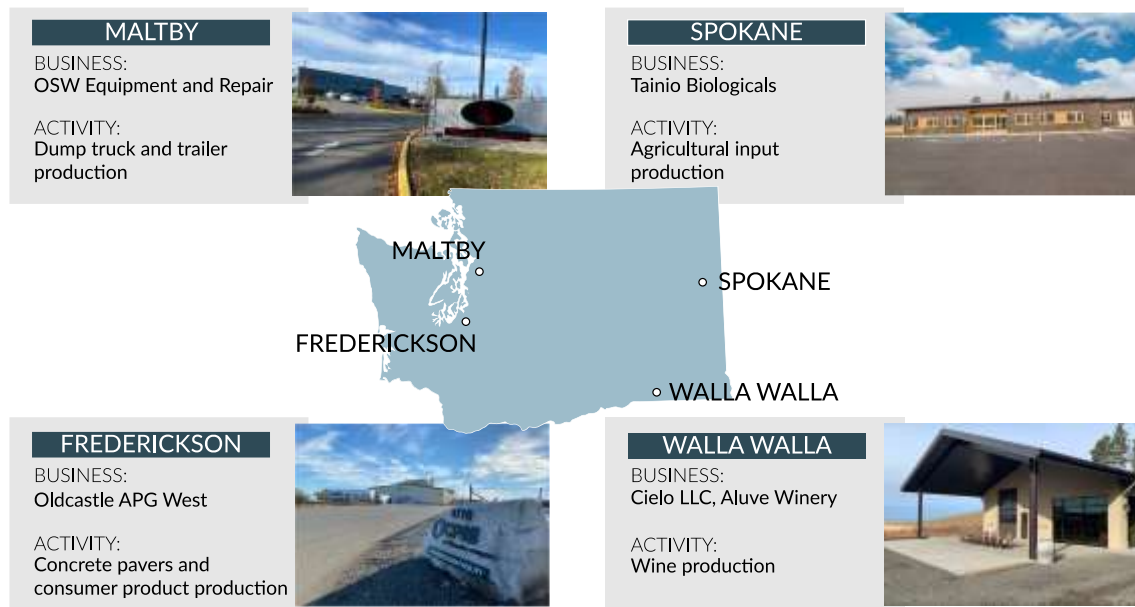 MALTBY
BUSINESS:
OSW Equipment and Repair
ACTIVITY:
Dump truck and trailer
production
SPOKANE
BUSINESS:
Tainio Biologicals
ACTIVITY:
Agricultural input
production
MALTBY
SPOKANE
FREDERICKSON
WALLA WALLA
FREDERICKSON
BUSINESS:
Oldcastle APG West
ACTIVITY:
Concrete pavers and
consumer product production
WALLA WALLA
BUSINESS:
Cielo LLC, Aluve Winery
ACTIVITY:
Wine production